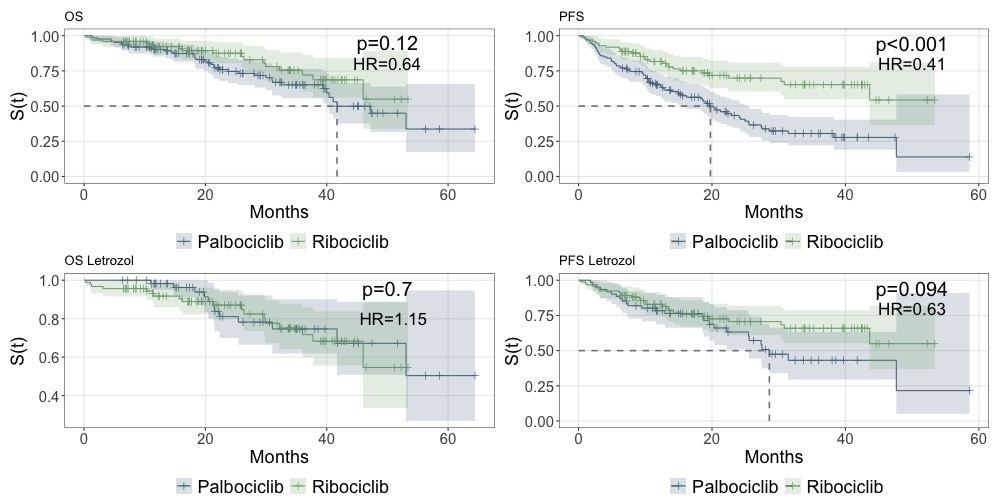 OS
S(t)
1.00
0.75
0.50
0.25
0.00
p=0.12
HR=0.64
0 20 40 60
Months
Palbociclib Ribociclib
PFS
S(t)
1.00
0.75
0.50
0.25
0.00
p<0.001
HR=0.41
0 20 40 60
Months
Palbociclib Ribociclib
OS Letrozol
S(t)
1.0
0.8
0.6
0.4
p=0.7
HR=1.15
0 20 40 60
Months
Palbociclib Ribociclib
PFS Letrozol
S(t)
1.00
0.75
0.50
0.25
0.00
p=0.094
HR=0.63
0 20 40 60
Months
Palbociclib Ribociclib